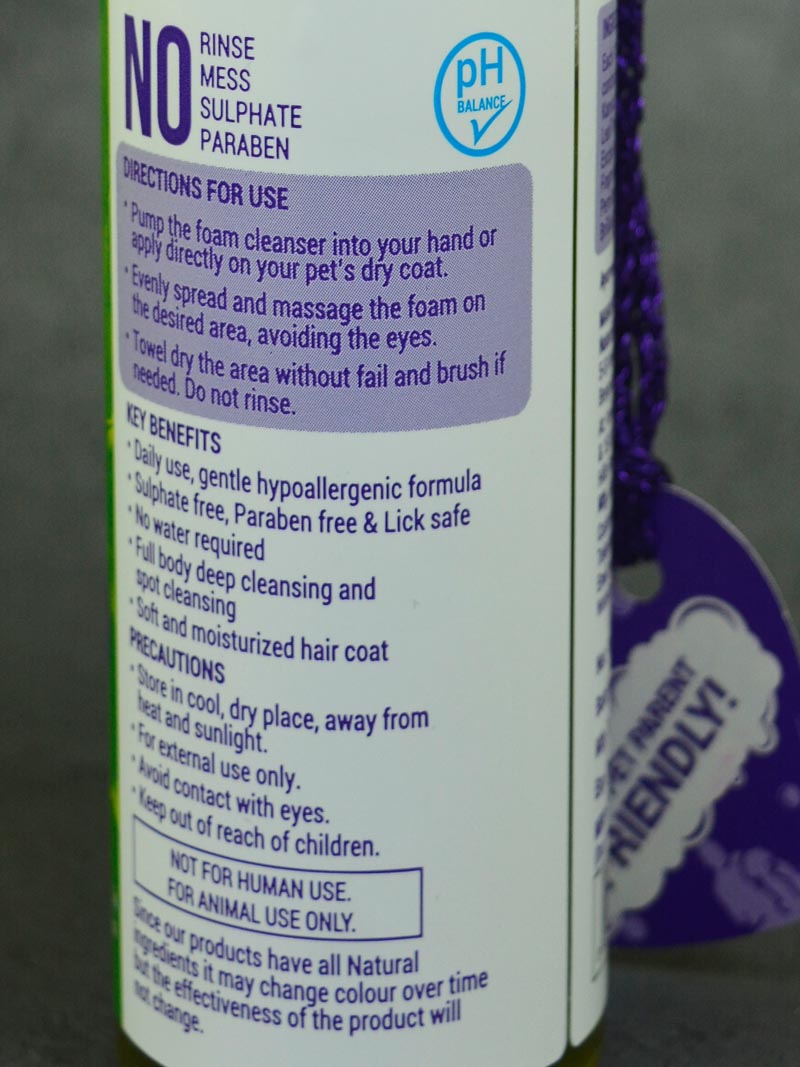 NO
RINSE
MESS
SULPHATE
PARABEN
pH
BALANCE
DIRECTIONS FOR USE
• Pump the foam cleanser into your hand or
apply directly on your pet's dry coat.
• Evenly spread and massage the foam on
the desired area, avoiding the eyes.
• Towel dry the area without fail and brush if
needed. Do not rinse.
KEY BENEFITS
• Daily use, gentle hypoallergenic formula
• Sulphate free, Paraben free & Lick safe
• No water required
• Full body deep cleansing and
spot cleansing
• Soft and moisturized hair coat
PRECAUTIONS
• Store in cool, dry place, away from
heat and sunlight.
• For external use only.
• Avoid contact with eyes.
• Keep out of reach of children.
NOT FOR HUMAN USE.
FOR ANIMAL USE ONLY.
Since our products have all Natural
ingredients it may change colour over time
but the effectiveness of the product will
not change.
PET PARENT
FRIENDLY!